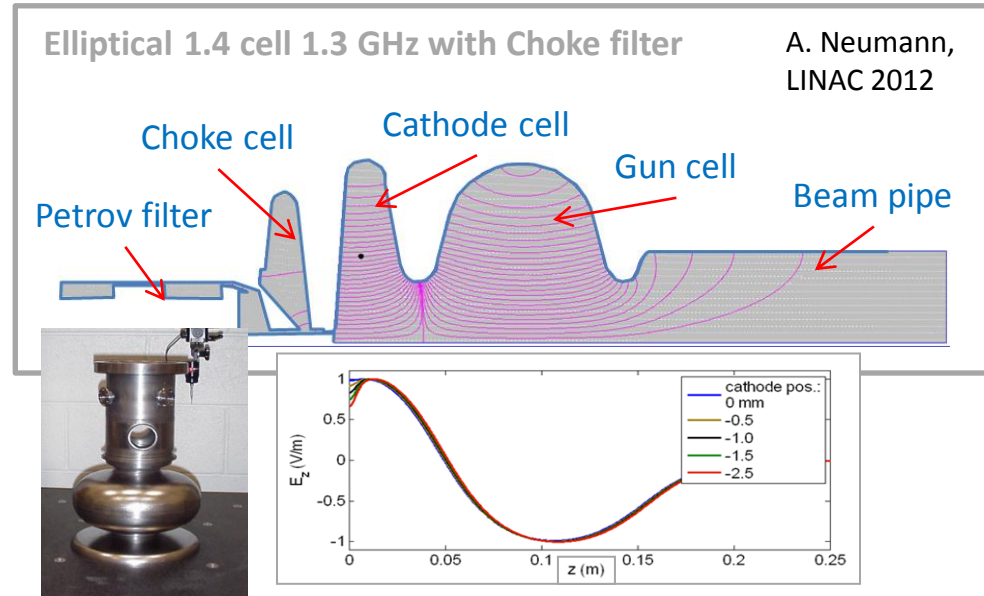 Elliptical 1.4 cell 1.3 GHz with Choke filter
A. Neumann,
LINAC 2012
Cathode cell
Choke cell
Gun cell
Petrov filter
Beam pipe
1
0.5
0
-0.5
-1
E_z (V/m)
cathode pos.:
0 mm
-0.5
-1.0
-1.5
-2.5
0
0.05
0.1
0.15
0.2
0.25
z (m)